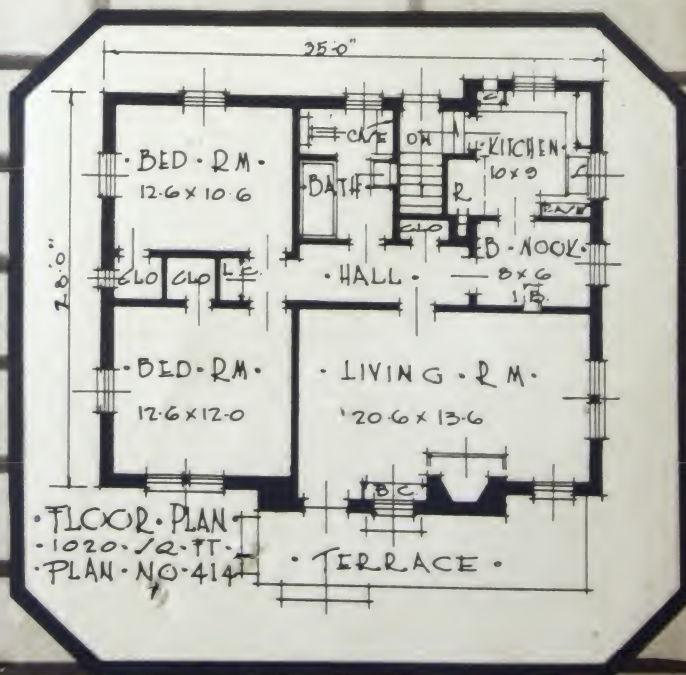 35'-0"
28'-0"
·BED·RM·
12-6 × 10-6
BATH
DN
·KITCHEN·
10 × 9
R
CLO
B·NOOK
8 × 6
I.B.
CLO
CLO
L.C.
·HALL·
·BED·RM·
12-6 × 12-0
·LIVING·RM·
20-6 × 13-6
B.C.
·FLOOR·PLAN·
·1020·SQ·FT·
·PLAN·NO·414
·TERRACE·